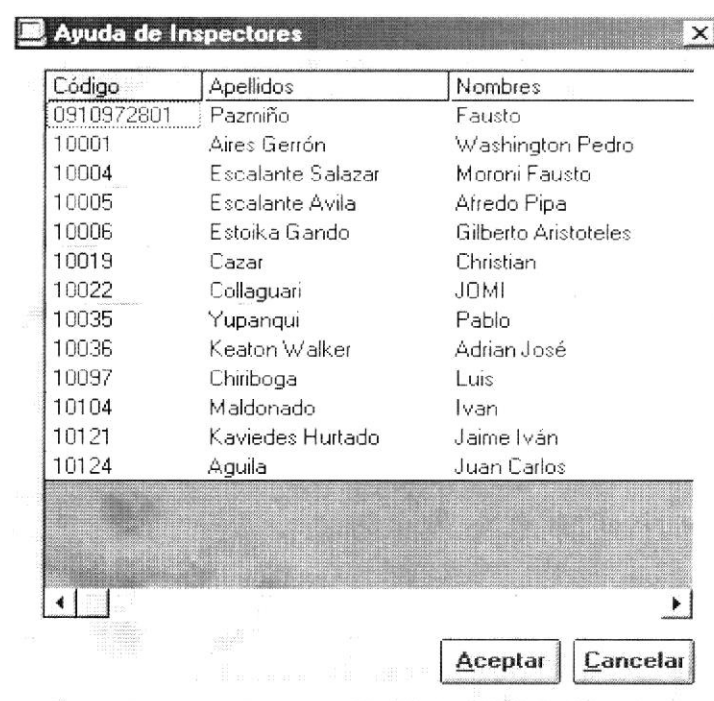 Ayuda de Inspectores
Código Apellidos Nombres
0910972801 Pazmiño Fausto
10001 Aires Gerrón Washington Pedro
10004 Escalante Salazar Moroni Fausto
10005 Escalante Avila Afredo Pipa
10006 Estoika Gando Gilberto Aristoteles
10019 Cazar Christian
10022 Collaguari JOMI
10035 Yupanqui Pablo
10036 Keaton Walker Adrian José
10097 Chiriboga Luis
10104 Maldonado Ivan
10121 Kaviedes Hurtado Jaime Iván
10124 Aguila Juan Carlos
Aceptar Cancelar